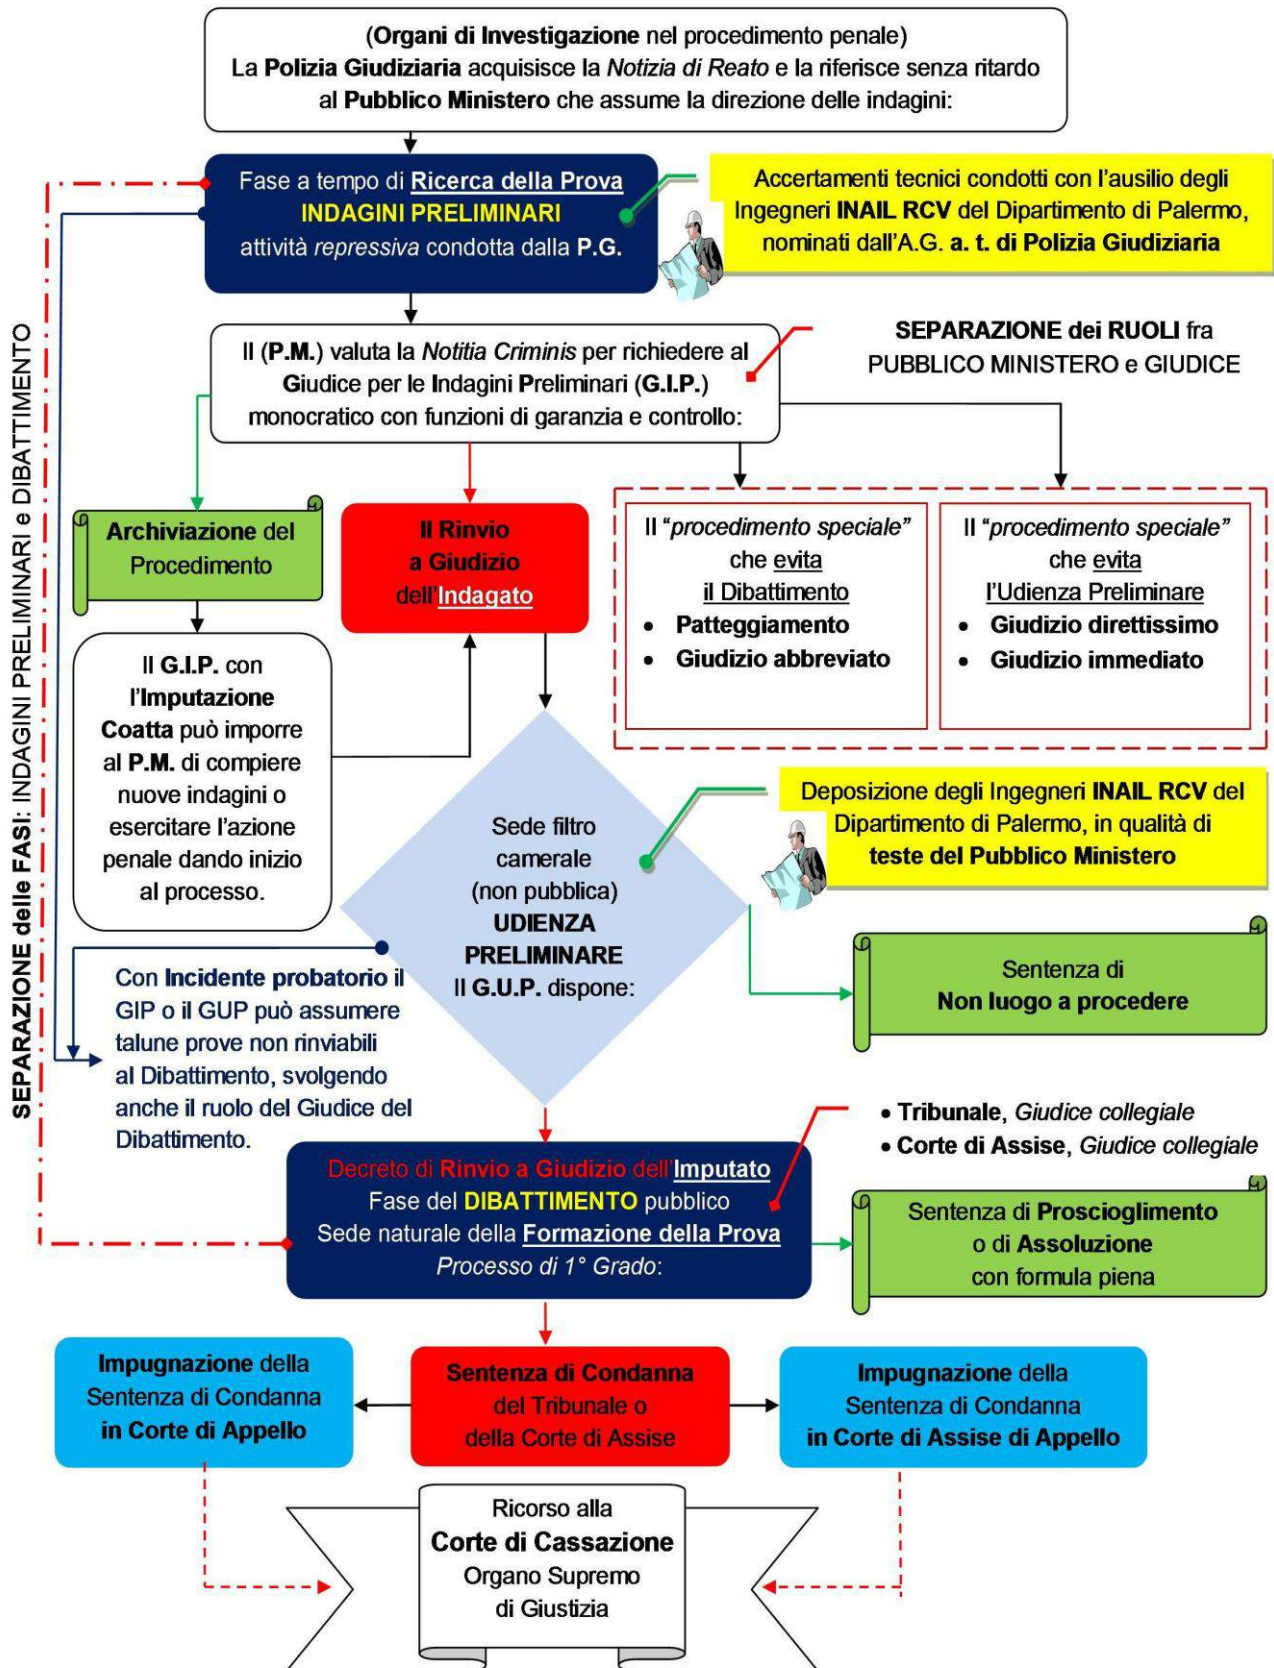 (Organi di Investigazione nel procedimento penale)
La Polizia Giudiziaria acquisisce la Notizia di Reato e la riferisce senza ritardo
al Pubblico Ministero che assume la direzione delle indagini:
Fase a tempo di Ricerca della Prova
INDAGINI PRELIMINARI
attività repressiva condotta dalla P.G.
Accertamenti tecnici condotti con l'ausilio degli
Ingegneri INAIL RCV del Dipartimento di Palermo,
nominati dall'A.G. a. t. di Polizia Giudiziaria
SEPARAZIONE delle FASI: INDAGINI PRELIMINARI e DIBATTIMENTO
Il (P.M.) valuta la Notitia Criminis per richiedere al
Giudice per le Indagini Preliminari (G.I.P.)
monocratico con funzioni di garanzia e controllo:
SEPARAZIONE dei RUOLI fra
PUBBLICO MINISTERO e GIUDICE
Archiviazione del
Procedimento
Il Rinvio
a Giudizio
dell'Indagato
Il “procedimento speciale”
che evita
il Dibattimento
• Patteggiamento
• Giudizio abbreviato
Il “procedimento speciale”
che evita
l'Udienza Preliminare
• Giudizio direttissimo
• Giudizio immediato
Il G.I.P. con
l'Imputazione
Coatta può imporre
al P.M. di compiere
nuove indagini o
esercitare l'azione
penale dando inizio
al processo.
Sede filtro
camerale
(non pubblica)
UDIENZA
PRELIMINARE
Il G.U.P. dispone:
Deposizione degli Ingegneri INAIL RCV del
Dipartimento di Palermo, in qualità di
teste del Pubblico Ministero
Sentenza di
Non luogo a procedere
Con Incidente probatorio il
GIP o il GUP può assumere
talune prove non rinviabili
al Dibattimento, svolgendo
anche il ruolo del Giudice del
Dibattimento.
• Tribunale, Giudice collegiale
• Corte di Assise, Giudice collegiale
Decreto di Rinvio a Giudizio dell'Imputato
Fase del DIBATTIMENTO pubblico
Sede naturale della Formazione della Prova
Processo di 1° Grado:
Sentenza di Proscioglimento
o di Assoluzione
con formula piena
Impugnazione della
Sentenza di Condanna
in Corte di Appello
Sentenza di Condanna
del Tribunale o
della Corte di Assise
Impugnazione della
Sentenza di Condanna
in Corte di Assise di Appello
Ricorso alla
Corte di Cassazione
Organo Supremo
di Giustizia